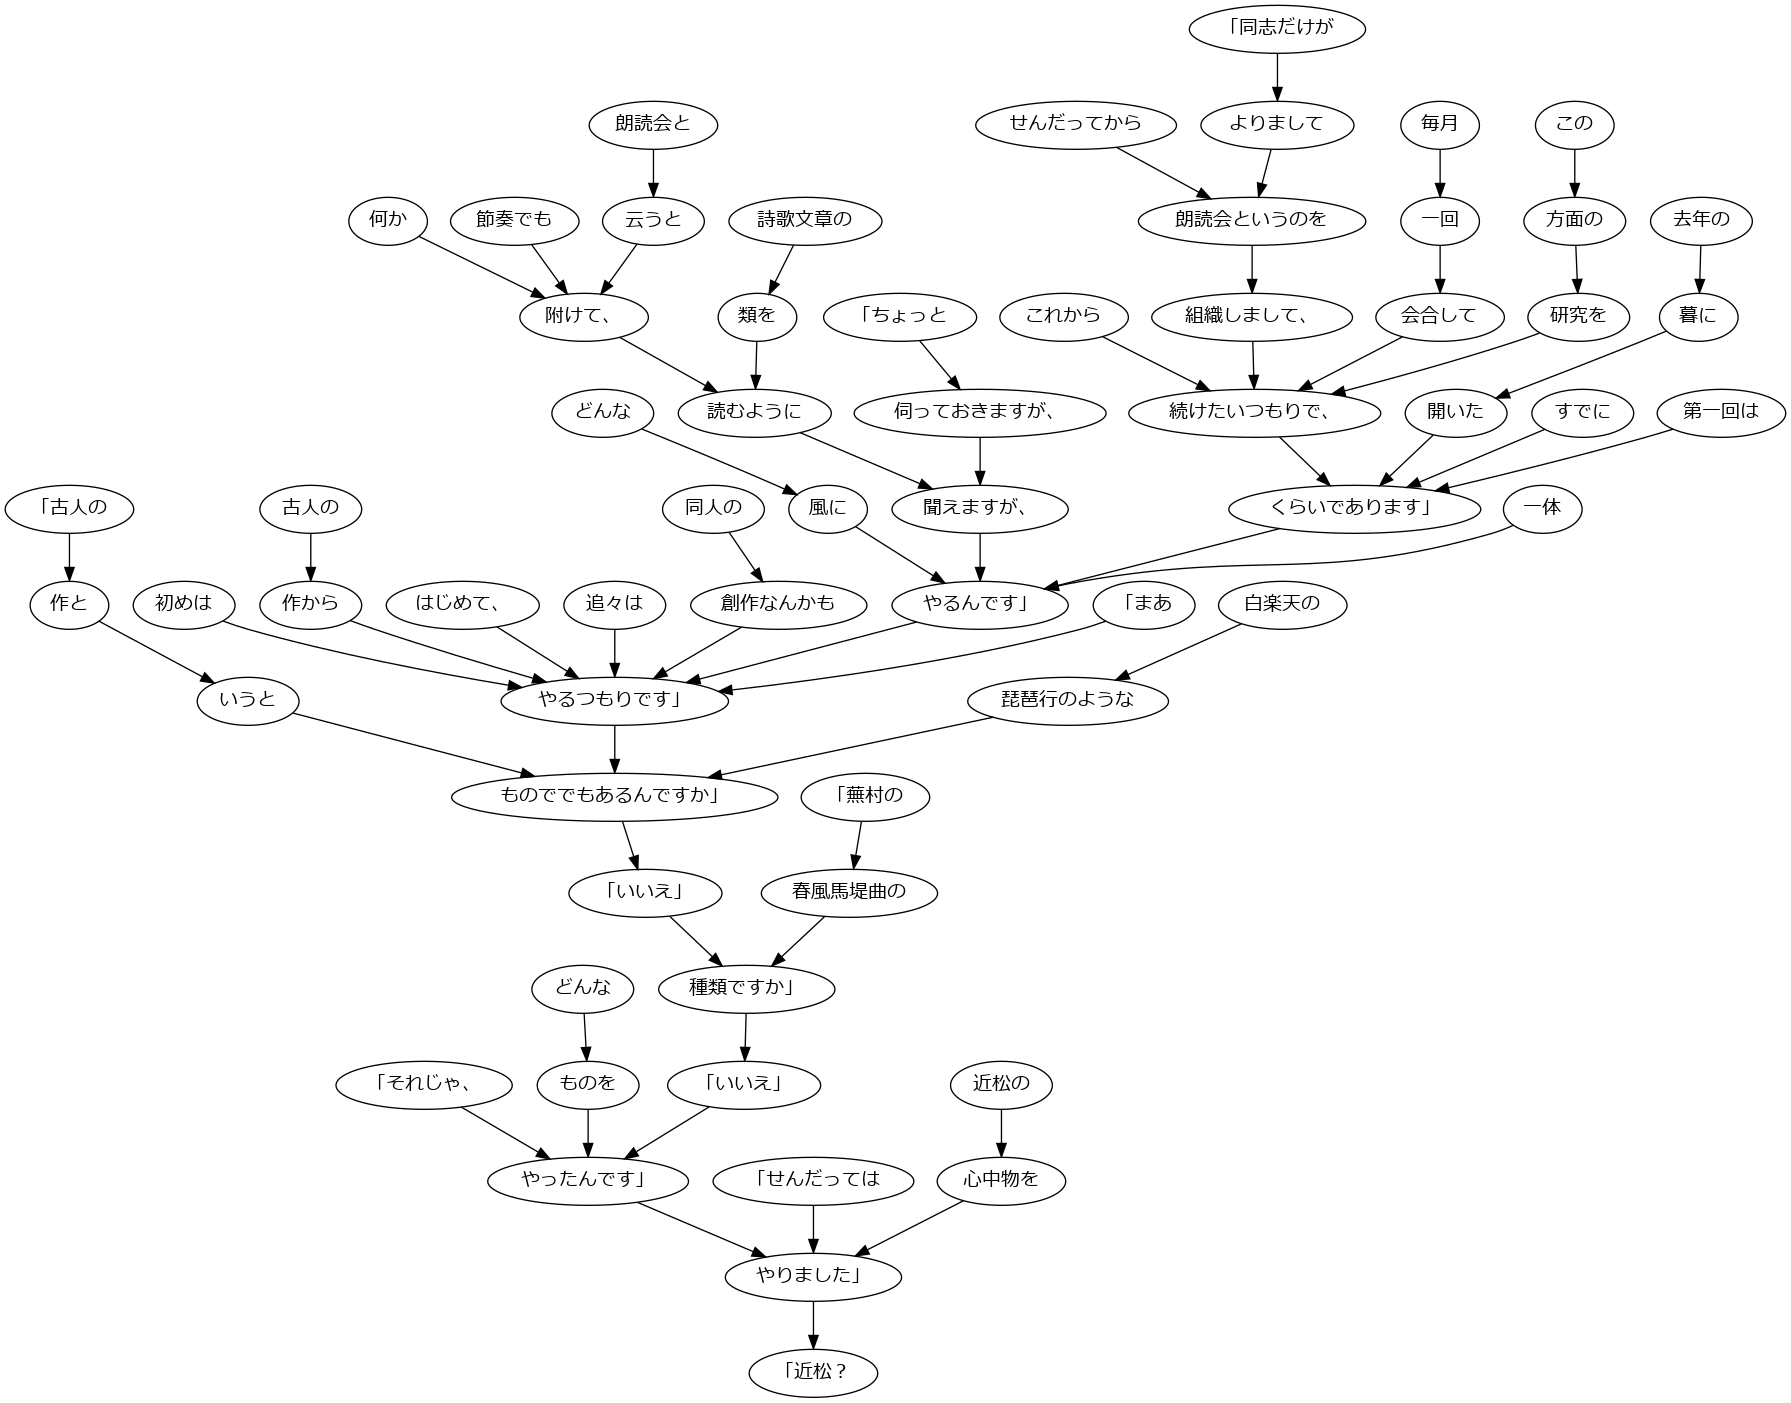 「同志だけが
朗読会と
せんだってから
よりまして
毎月
この
何か
節奏でも
云うと
詩歌文章の
朗読会というのを
一回
方面の
去年の
附けて、
類を
「ちょっと
これから
組織しまして、
会合して
研究を
暮に
どんな
読むように
伺っておきますが、
続けたいつもりで、
開いた
すでに
第一回は
「古人の
古人の
同人の
風に
聞えますが、
くらいであります」
一体
作と
初めは
作から
はじめて、
追々は
創作なんかも
やるんです」
「まあ
白楽天の
いうと
やるつもりです」
琵琶行のような
ものででもあるんですか」
「蕪村の
「いいえ」
春風馬堤曲の
どんな
種類ですか」
「それじゃ、
ものを
「いいえ」
近松の
やったんです」
「せんだっては
心中物を
やりました」
「近松？